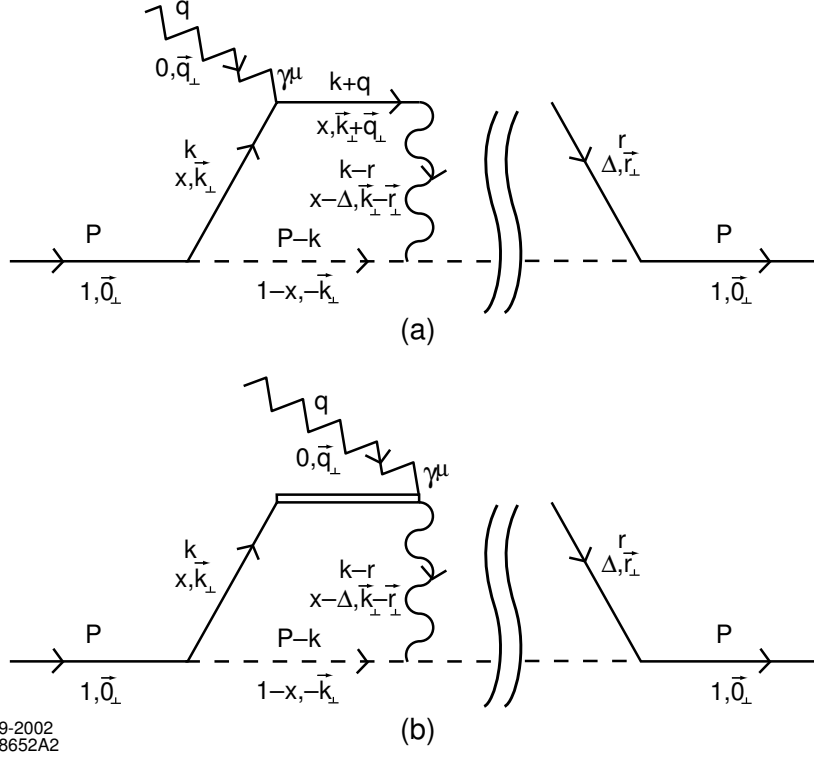 q
0,q⃗⊥
γμ
k+q
x,k⃗⊥+q⃗⊥
k
x,k⃗⊥
k–r
x–Δ,k⃗⊥–r⃗⊥
r
Δ,r⃗⊥
P
P–k
P
1,0⃗⊥
1–x,–k⃗⊥
1,0⃗⊥
(a)
q
0,q⃗⊥
γμ
k
x,k⃗⊥
k–r
x–Δ,k⃗⊥–r⃗⊥
r
Δ,r⃗⊥
P
P–k
P
1,0⃗⊥
1–x,–k⃗⊥
1,0⃗⊥
9-2002
8652A2
(b)